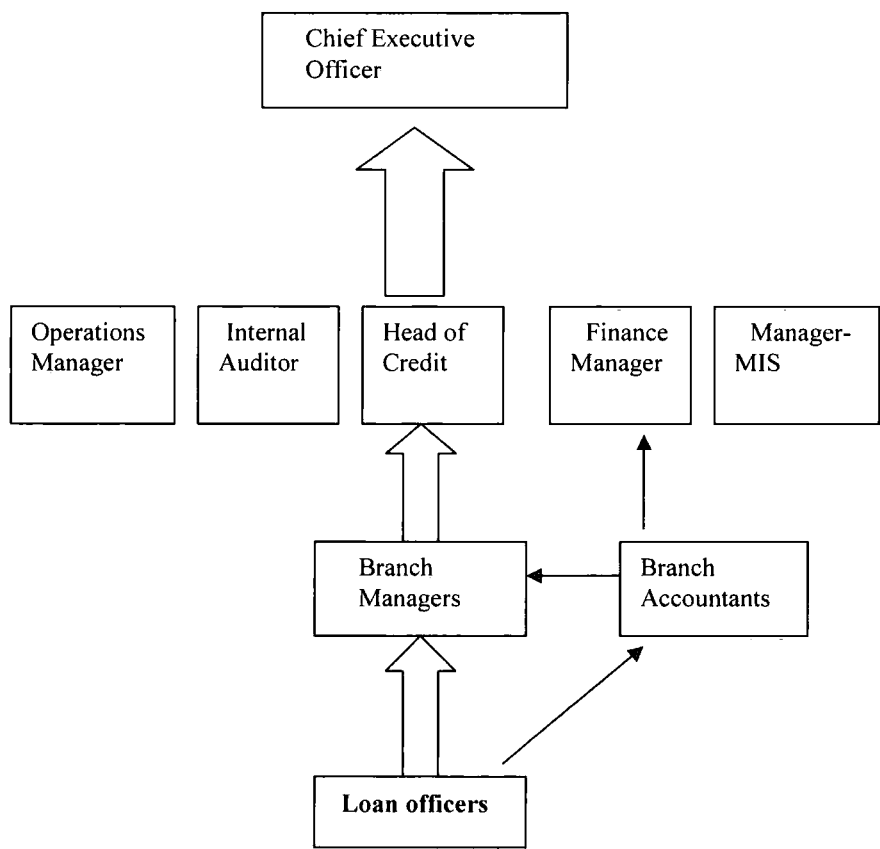 Chief Executive
Officer
Operations
Manager
Internal
Auditor
Head of
Credit
Finance
Manager
Manager-
MIS
Branch
Managers
Branch
Accountants
Loan officers